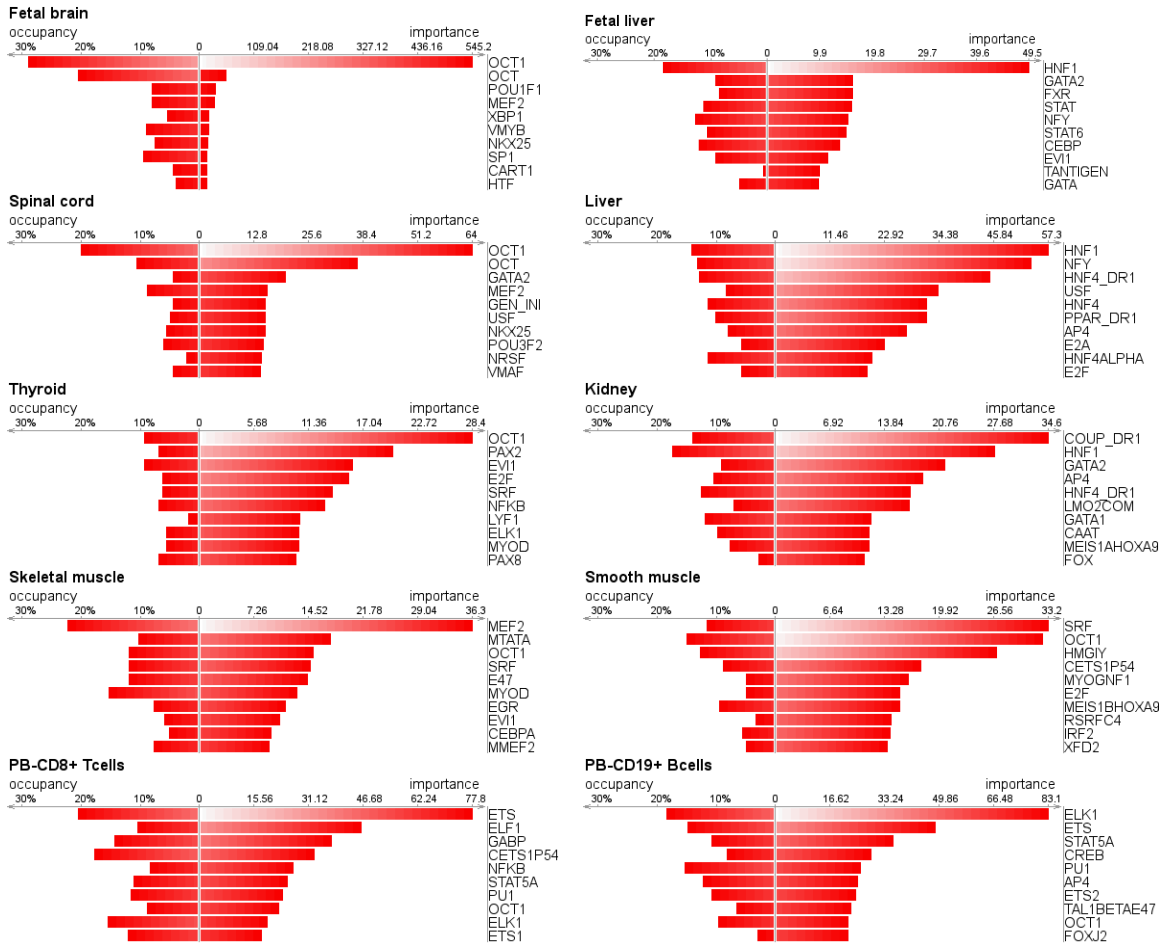 Fetal brain
occupancy importance
30% 20% 10% 0 109.04 218.08 327.12 436.16 545.2
OCT1
OCT
POU1F1
MEF2
XBP1
VMYB
NKX25
SP1
CART1
HTF
Fetal liver
occupancy importance
30% 20% 10% 0 9.9 19.8 29.7 39.6 49.5
HNF1
GATA2
FXR
STAT
NFY
STAT6
CEBP
EVI1
TANTIGEN
GATA
Spinal cord
occupancy importance
30% 20% 10% 0 12.8 25.6 38.4 51.2 64
OCT1
OCT
GATA2
MEF2
GEN_INI
USF
NKX25
POU3F2
NRSF
VMAF
Liver
occupancy importance
30% 20% 10% 0 11.46 22.92 34.38 45.84 57.3
HNF1
NFY
HNF4_DR1
USF
HNF4
PPAR_DR1
AP4
E2A
HNF4ALPHA
E2F
Thyroid
occupancy importance
30% 20% 10% 0 5.68 11.36 17.04 22.72 28.4
OCT1
PAX2
EVI1
E2F
SRF
NFKB
LYF1
ELK1
MYOD
PAX8
Kidney
occupancy importance
30% 20% 10% 0 6.92 13.84 20.76 27.68 34.6
COUP_DR1
HNF1
GATA2
AP4
HNF4_DR1
LMO2COM
GATA1
CAAT
MEIS1AHOXA9
FOX
Skeletal muscle
occupancy importance
30% 20% 10% 0 7.26 14.52 21.78 29.04 36.3
MEF2
MTATA
OCT1
SRF
E47
MYOD
EGR
EVI1
CEBPA
MMEF2
Smooth muscle
occupancy importance
30% 20% 10% 0 6.64 13.28 19.92 26.56 33.2
SRF
OCT1
HMGIY
CETS1P54
MYOGNF1
E2F
MEIS1BHOXA9
RSRFC4
IRF2
XFD2
PB-CD8+ Tcells
occupancy importance
30% 20% 10% 0 15.56 31.12 46.68 62.24 77.8
ETS
ELF1
GABP
CETS1P54
NFKB
STAT5A
PU1
OCT1
ELK1
ETS1
PB-CD19+ Bcells
occupancy importance
30% 20% 10% 0 16.62 33.24 49.86 66.48 83.1
ELK1
ETS
STAT5A
CREB
PU1
AP4
ETS2
TAL1BETAE47
OCT1
FOXJ2